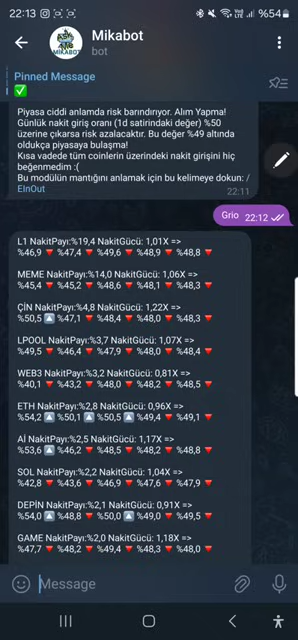 22:13
%54
Mikabot
bot
Pinned Message
✅
Piyasa ciddi anlamda risk barındırıyor. Alım Yapma!
Günlük nakit giriş oranı (1d satirindaki değer) %50
üzerine çıkarsa risk azalacaktır. Bu değer %49 altında
oldukça piyasaya bulaşma!
Kısa vadede tüm coinlerin üzerindeki nakit girişini hiç
beğenmedim :(
Bu modülün mantığını anlamak için bu kelimeye dokun: /
EInOut
22:11
Grio 22:12
L1 NakitPayı:%19,4 NakitGücü: 1,01X =>
%46,9 🔻 %47,4 🔻 %49,6 🔻 %48,9 🔻 %48,8 🔻
MEME NakitPayı:%14,0 NakitGücü: 1,06X =>
%45,4 🔻 %45,2 🔻 %48,6 🔻 %48,1 🔻 %48,3 🔻
ÇİN NakitPayı:%4,8 NakitGücü: 1,22X =>
%50,5 🔼 %47,1 🔻 %48,4 🔻 %48,0 🔻 %48,3 🔻
LPOOL NakitPayı:%3,7 NakitGücü: 1,07X =>
%49,5 🔻 %46,4 🔻 %47,9 🔻 %48,0 🔻 %48,4 🔻
WEB3 NakitPayı:%3,2 NakitGücü: 0,81X =>
%40,1 🔻 %43,2 🔻 %48,0 🔻 %48,2 🔻 %48,5 🔻
ETH NakitPayı:%2,8 NakitGücü: 0,96X =>
%54,2 🔼 %50,1 🔼 %50,5 🔼 %49,4 🔻 %49,1 🔻
Aİ NakitPayı:%2,5 NakitGücü: 1,17X =>
%53,6 🔼 %46,2 🔻 %48,5 🔻 %48,2 🔻 %48,8 🔻
SOL NakitPayı:%2,2 NakitGücü: 1,04X =>
%42,8 🔻 %43,6 🔻 %46,9 🔻 %47,6 🔻 %47,9 🔻
DEPİN NakitPayı:%2,1 NakitGücü: 0,91X =>
%54,0 🔼 %48,8 🔻 %50,0 🔼 %49,0 🔻 %49,5 🔻
GAME NakitPayı:%2,0 NakitGücü: 1,18X =>
%47,7 🔻 %48,2 🔻 %49,4 🔻 %48,3 🔻 %48,0 🔻
Message